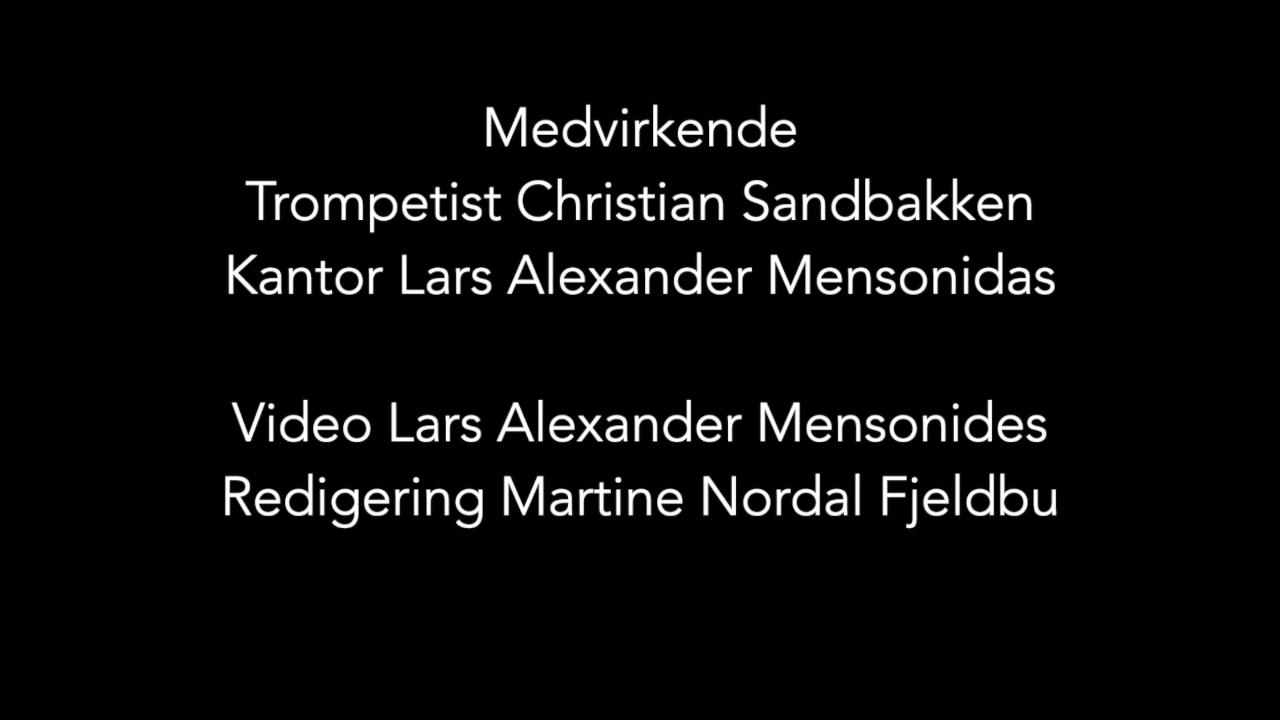 Medvirkende
Trompetist Christian Sandbakken
Kantor Lars Alexander Mensonidas
Video Lars Alexander Mensonides
Redigering Martine Nordal Fjeldbu